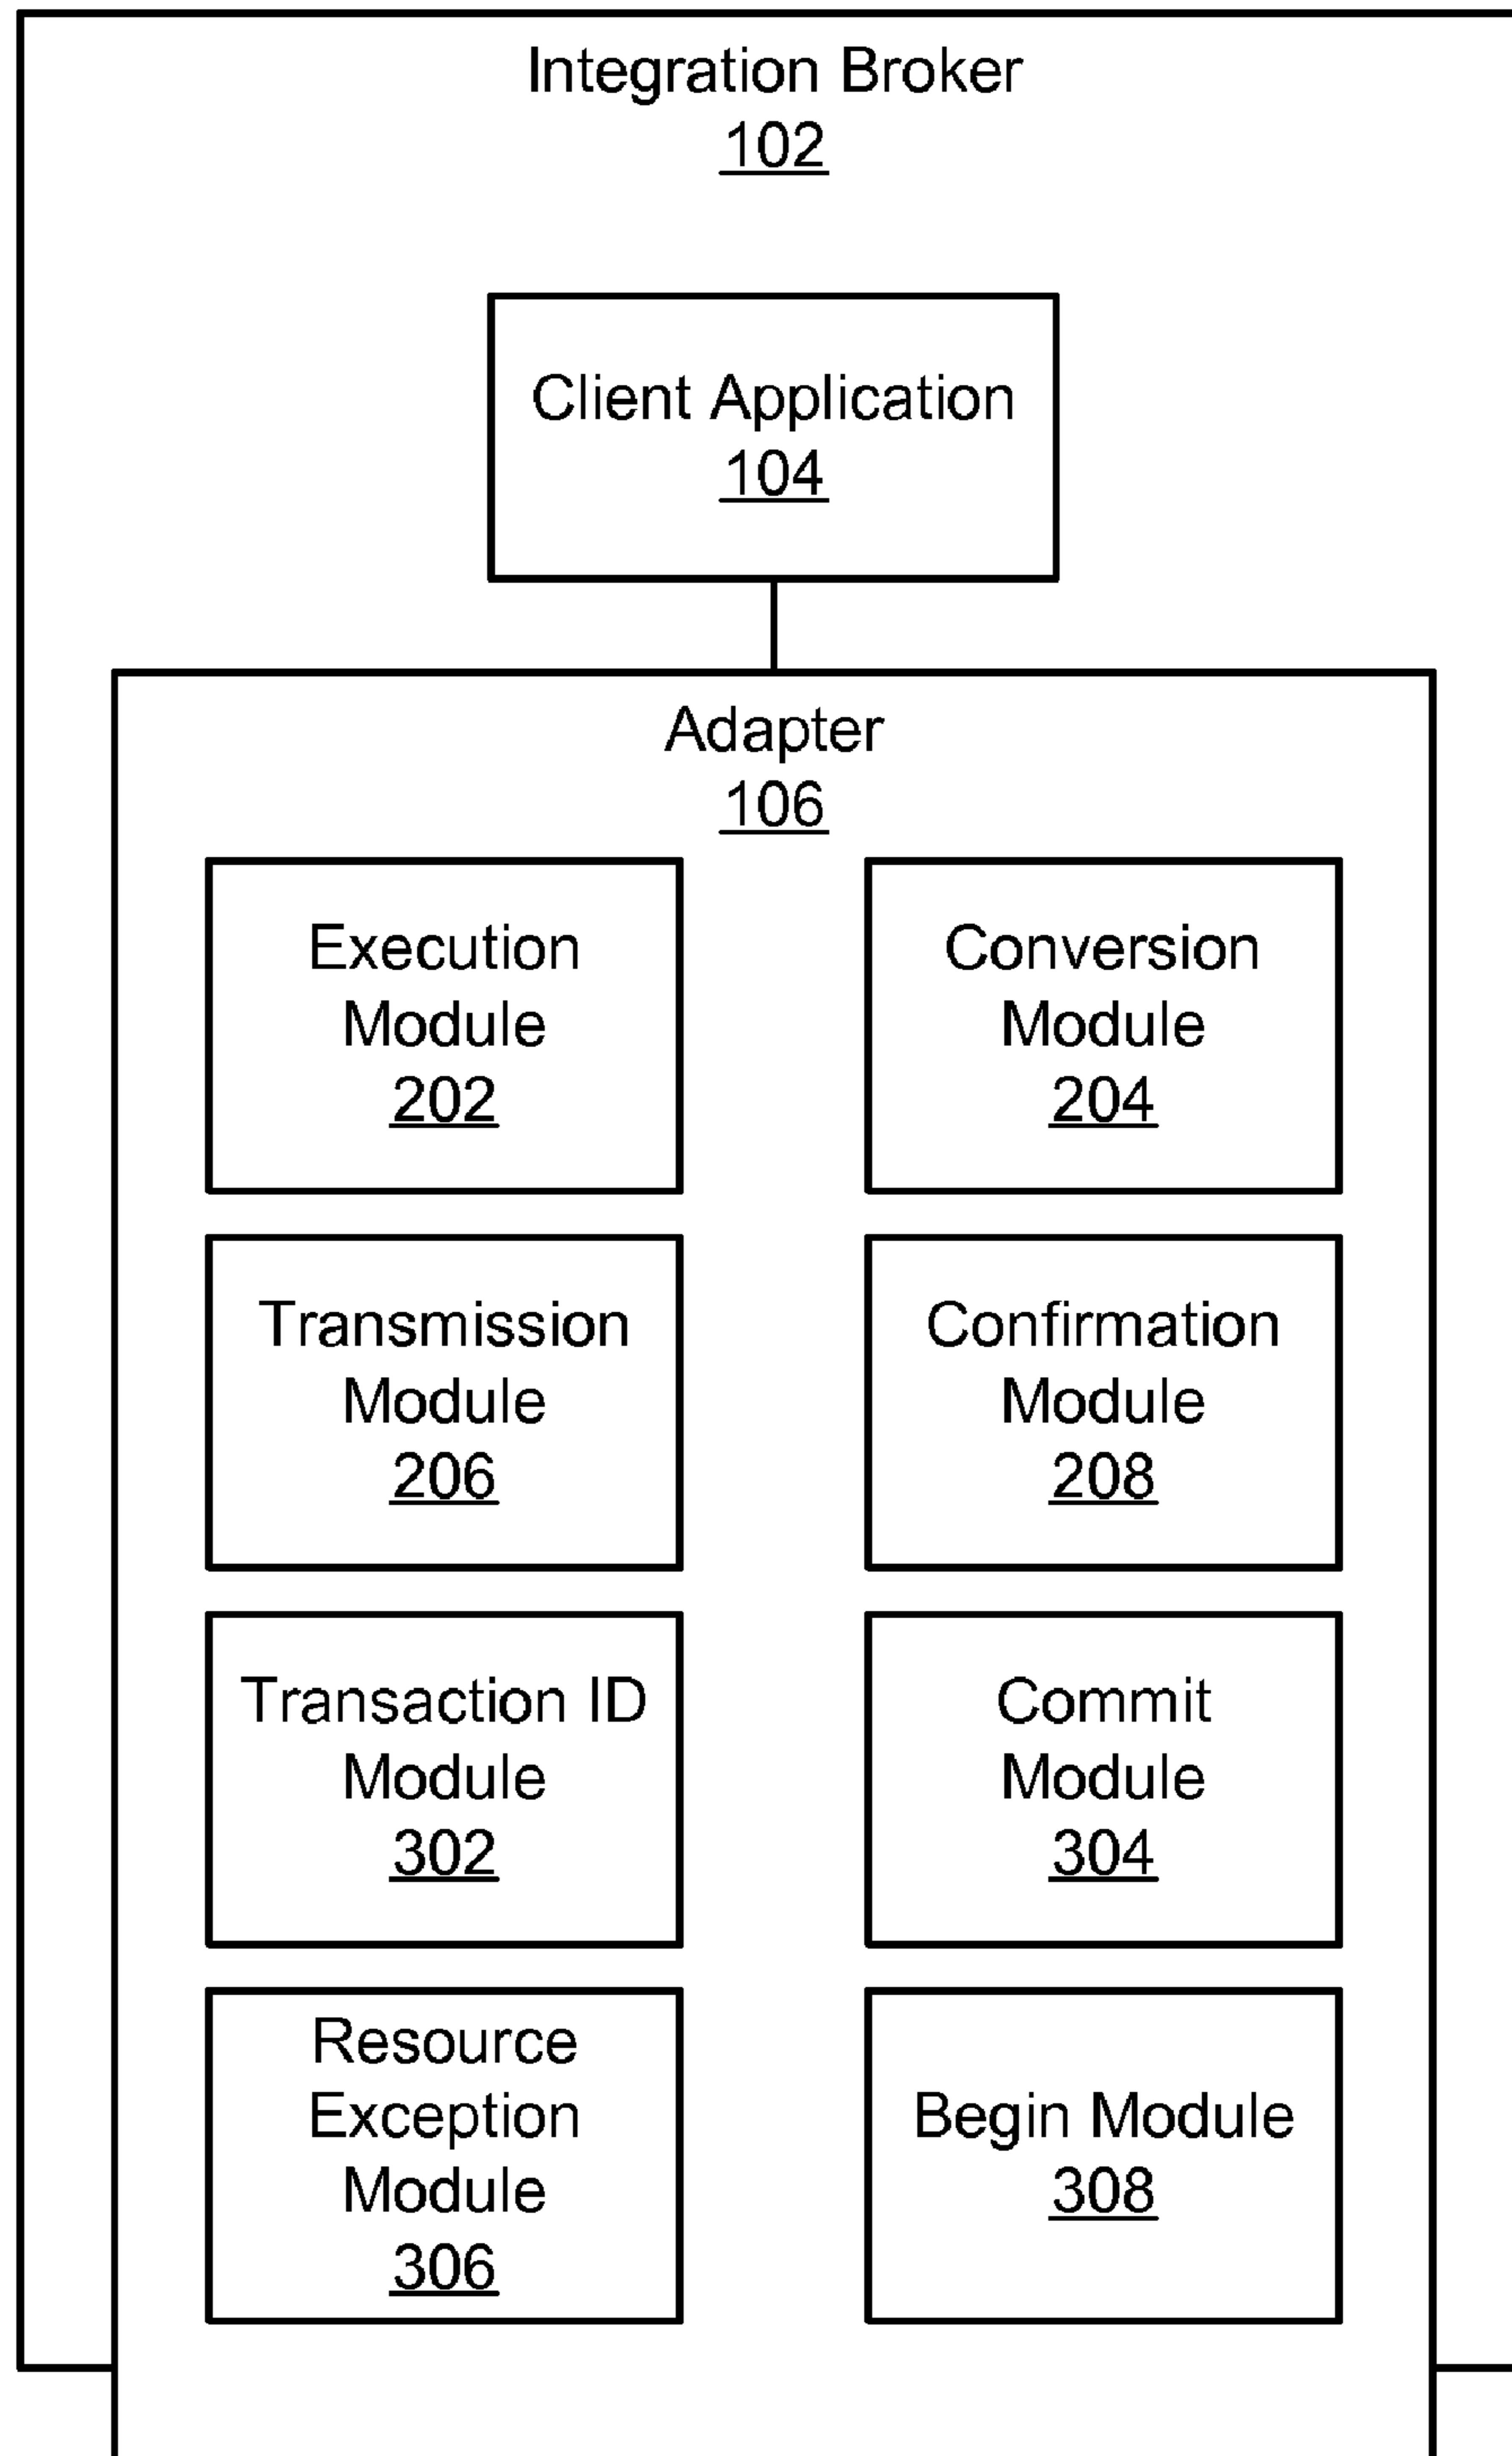 Integration Broker
102
Client Application
104
Adapter
106
Execution
Module
202
Conversion
Module
204
Transmission
Module
206
Confirmation
Module
208
Transaction ID
Module
302
Commit
Module
304
Resource
Exception
Module
306
Begin Module
308